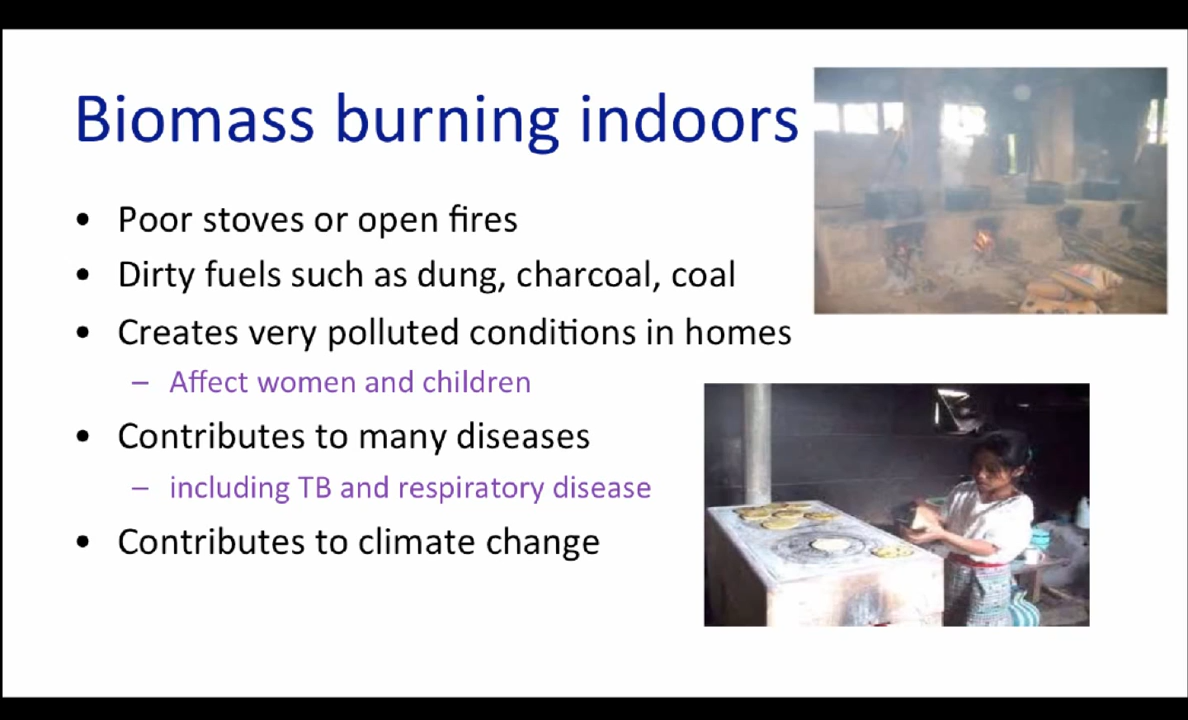 Biomass burning indoors
• Poor stoves or open fires
• Dirty fuels such as dung, charcoal, coal
• Creates very polluted conditions in homes
– Affect women and children
• Contributes to many diseases
– including TB and respiratory disease
• Contributes to climate change